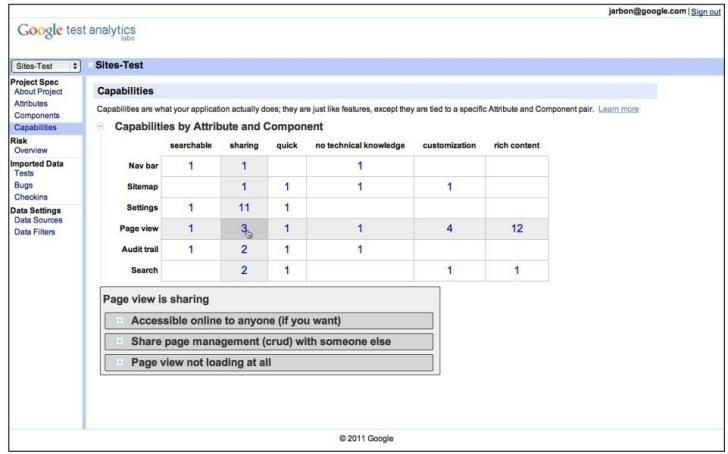 jarbon@google.com | Sign out
Google test analytics
labs
Sites-Test
Sites-Test
Project Spec
About Project
Attributes
Components
Capabilities
Risk
Overview
Imported Data
Tests
Bugs
Checkins
Data Settings
Data Sources
Data Filters
Capabilities
Capabilities are what your application actually does; they are just like features, except they are tied to a specific Attribute and Component pair. Learn more
Capabilities by Attribute and Component
searchable sharing quick no technical knowledge customization rich content
Nav bar 1 1 1
Sitemap 1 1 1 1
Settings 1 11 1
Page view 1 3 1 1 4 12
Audit trail 1 2 1 1
Search 2 1 1 1
Page view is sharing
Accessible online to anyone (if you want)
Share page management (crud) with someone else
Page view not loading at all
© 2011 Google